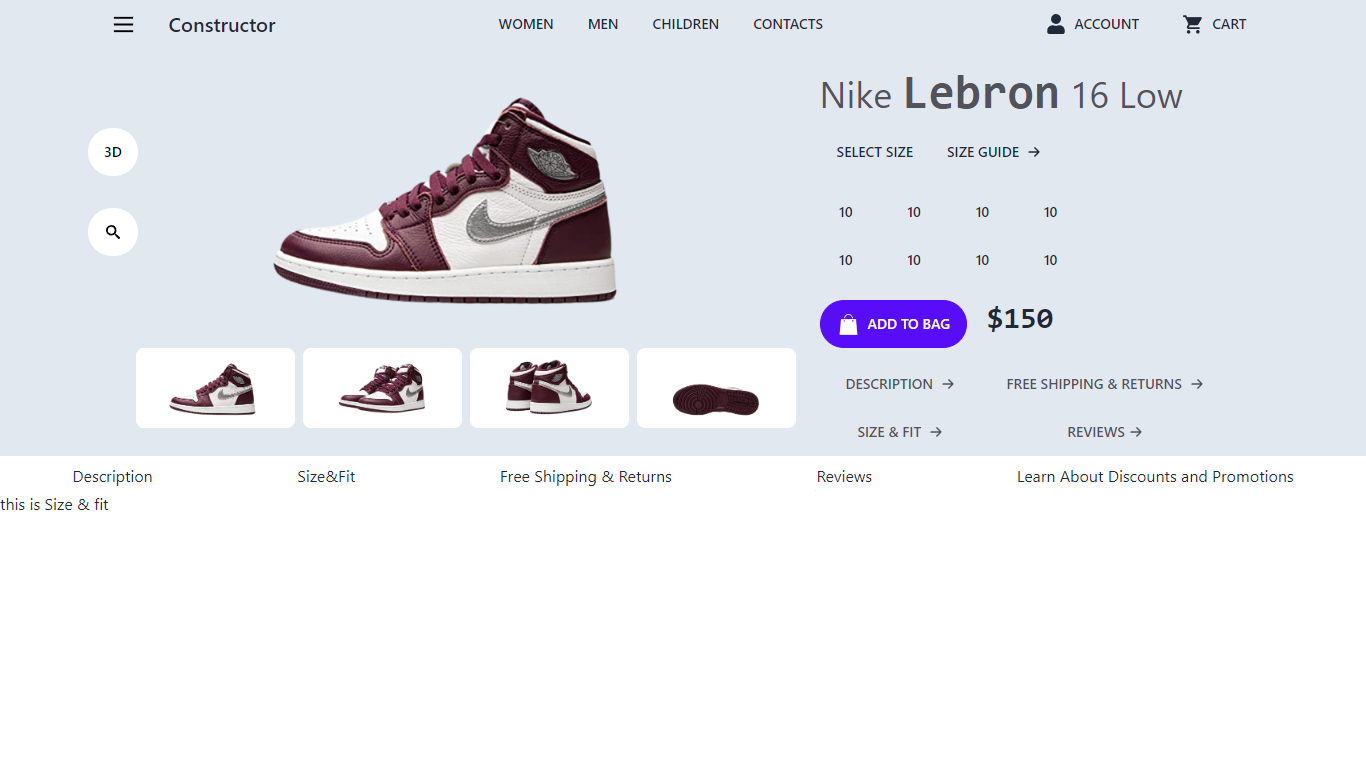 Constructor WOMEN MEN CHILDREN CONTACTS ACCOUNT CART
Nike Lebron 16 Low
3D
SELECT SIZE SIZE GUIDE →
10 10 10 10
10 10 10 10
ADD TO BAG $150
DESCRIPTION → FREE SHIPPING & RETURNS →
SIZE & FIT → REVIEWS →
Description Size&Fit Free Shipping & Returns Reviews Learn About Discounts and Promotions
this is Size & fit